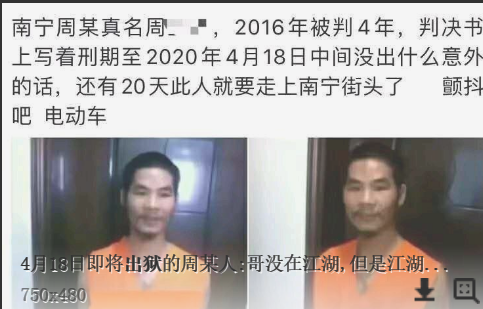 南宁周某真名周 ，2016年被判4年，判决书
上写着刑期至2020年4月18日中间没出什么意外
的话，还有20天此人就要走上南宁街头了 颤抖
吧 电动车
4月18日即将出狱的周某人:哥没在江湖,但是江湖...
750x480